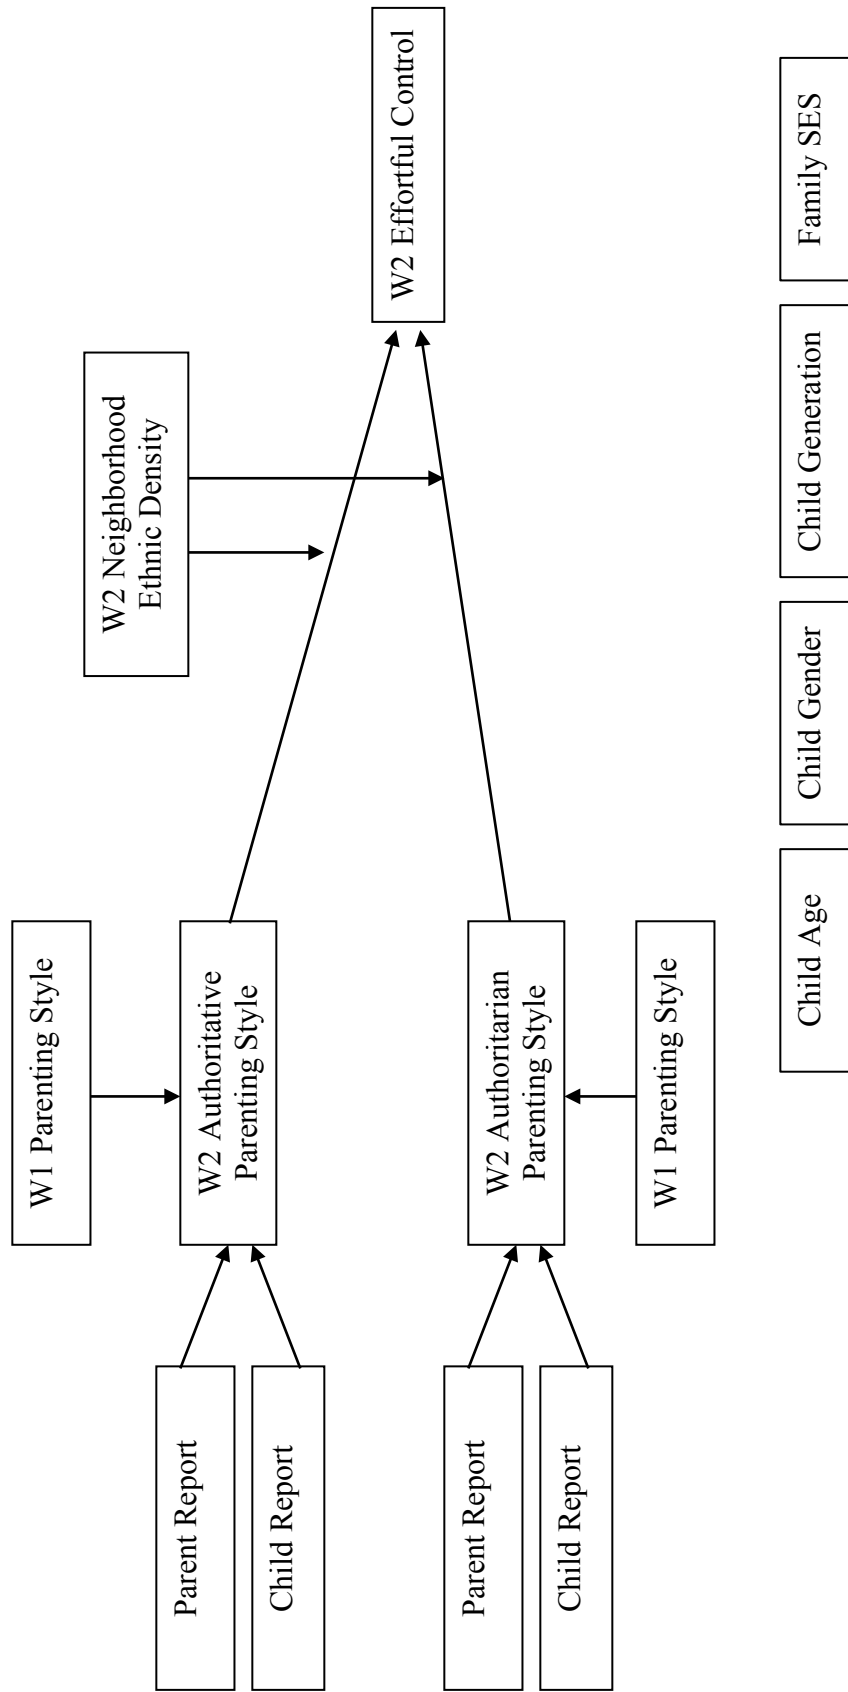 Parent Report
Child Report
Parent Report
Child Report
W1 Parenting Style
W2 Authoritative
Parenting Style
W2 Authoritarian
Parenting Style
W1 Parenting Style
W2 Neighborhood
Ethnic Density
W2 Effortful Control
Child Age
Child Gender
Child Generation
Family SES